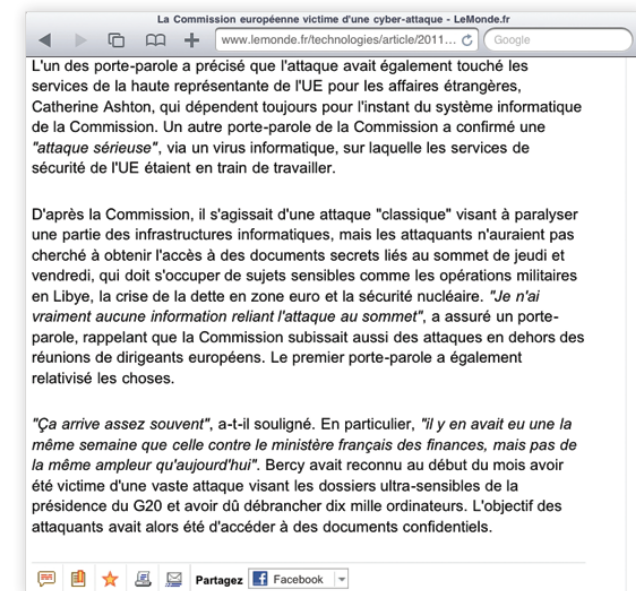 La Commission européenne victime d'une cyber-attaque - LeMonde.fr
www.lemonde.fr/technologies/article/2011... Google
L'un des porte-parole a précisé que l'attaque avait également touché les
services de la haute représentante de l'UE pour les affaires étrangères,
Catherine Ashton, qui dépendent toujours pour l'instant du système informatique
de la Commission. Un autre porte-parole de la Commission a confirmé une
"attaque sérieuse", via un virus informatique, sur laquelle les services de
sécurité de l'UE étaient en train de travailler.
D'après la Commission, il s'agissait d'une attaque "classique" visant à paralyser
une partie des infrastructures informatiques, mais les attaquants n'auraient pas
cherché à obtenir l'accès à des documents secrets liés au sommet de jeudi et
vendredi, qui doit s'occuper de sujets sensibles comme les opérations militaires
en Libye, la crise de la dette en zone euro et la sécurité nucléaire. "Je n'ai
vraiment aucune information reliant l'attaque au sommet", a assuré un porte-
parole, rappelant que la Commission subissait aussi des attaques en dehors des
réunions de dirigeants européens. Le premier porte-parole a également
relativisé les choses.
"Ça arrive assez souvent", a-t-il souligné. En particulier, "il y en avait eu une la
même semaine que celle contre le ministère français des finances, mais pas de
la même ampleur qu'aujourd'hui". Bercy avait reconnu au début du mois avoir
été victime d'une vaste attaque visant les dossiers ultra-sensibles de la
présidence du G20 et avoir dû débrancher dix mille ordinateurs. L'objectif des
attaquants avait alors été d'accéder à des documents confidentiels.
Partagez Facebook